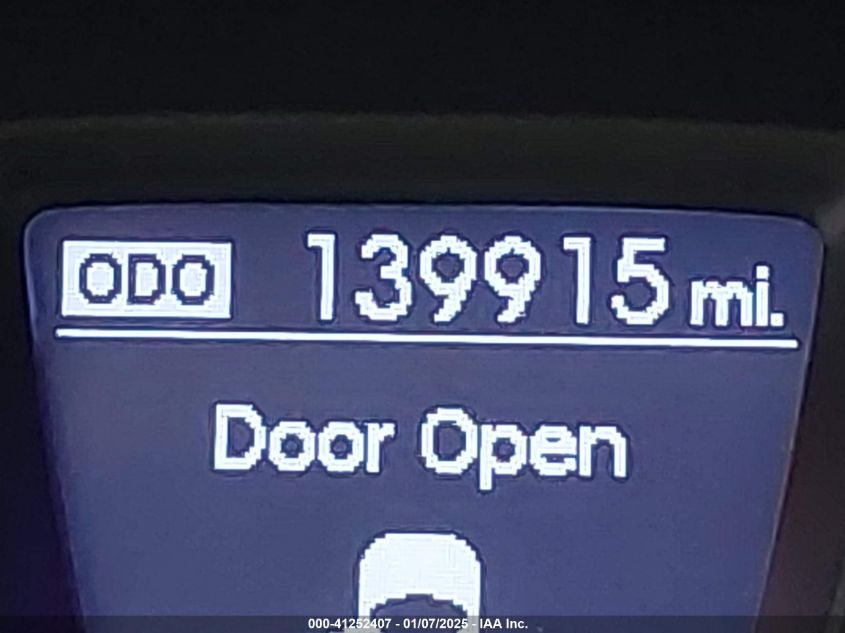 ODO 139915 mi.
Door Open
000-41252407 - 01/07/2025 - IAA Inc.